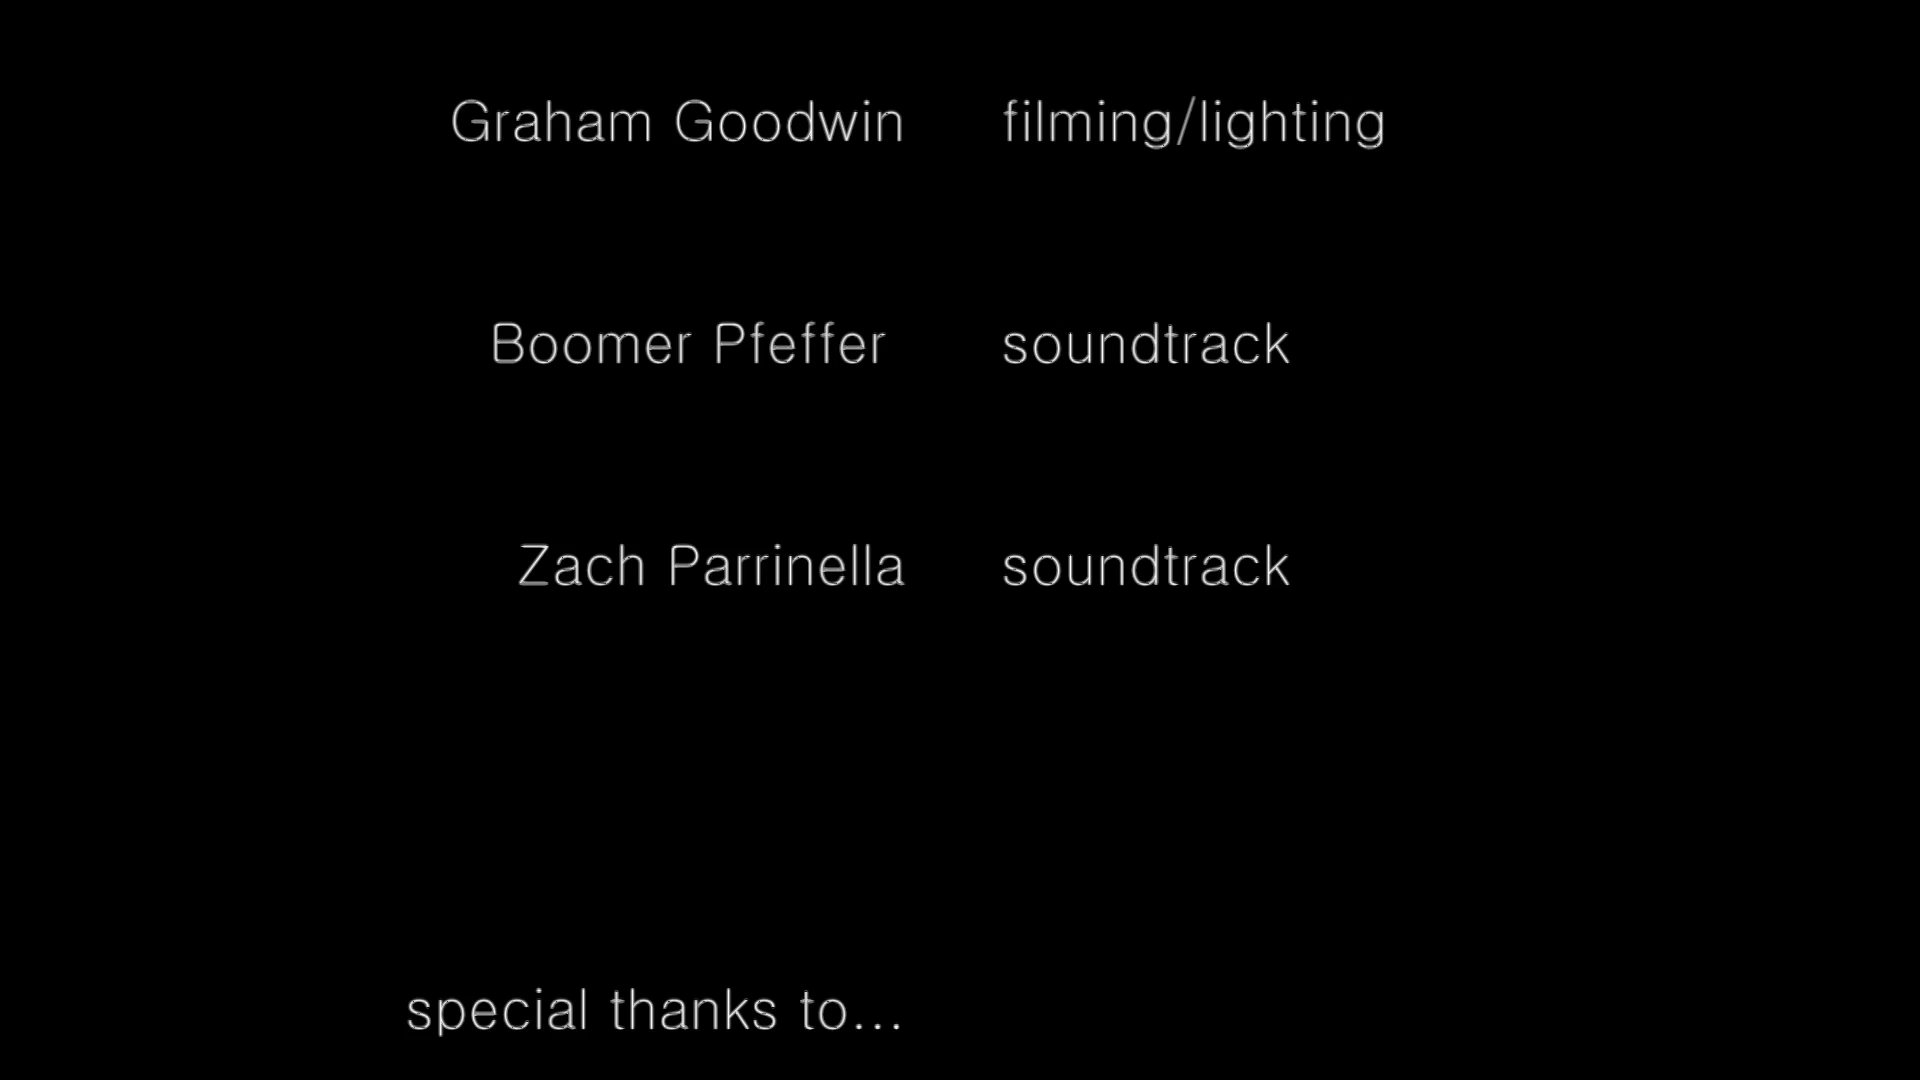 Graham Goodwin filming/lighting
Boomer Pfeffer soundtrack
Zach Parrinella soundtrack
special thanks to...